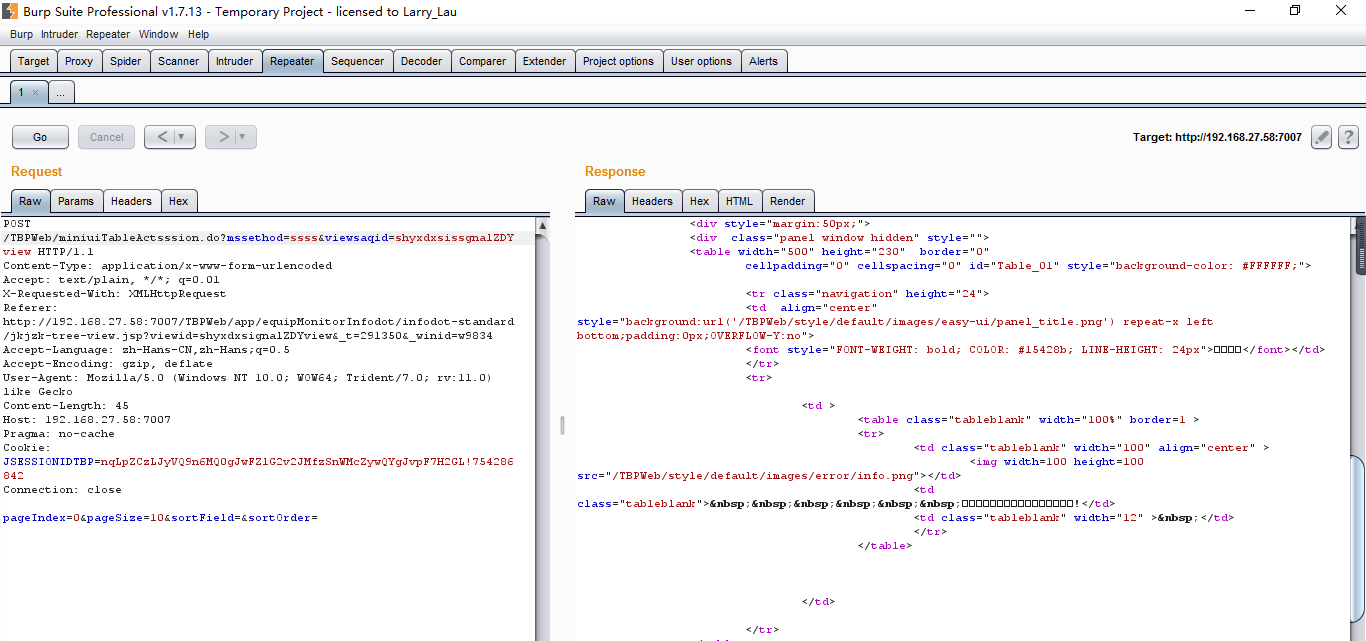 Burp Suite Professional v1.7.13 - Temporary Project - licensed to Larry_Lau
Burp Intruder Repeater Window Help
Target Proxy Spider Scanner Intruder Repeater Sequencer Decoder Comparer Extender Project options User options Alerts
1 × ...
Go Cancel < ▼ > ▼ Target: http://192.168.27.58:7007 ?
Request
Raw Params Headers Hex
POST
/TBPWeb/miniuiTableActsssion.do?mssethod=ssss&viewsaqid=shyxdxsissgnalZDY
view HTTP/1.1
Content-Type: application/x-www-form-urlencoded
Accept: text/plain, */*; q=0.01
X-Requested-With: XMLHttpRequest
Referer:
http://192.168.27.58:7007/TBPWeb/app/equipMonitorInfodot/infodot-standard
/jkjzk-tree-view.jsp?viewid=shyxdxsignalZDYview&_t=291350&_winid=w9834
Accept-Language: zh-Hans-CN,zh-Hans;q=0.5
Accept-Encoding: gzip, deflate
User-Agent: Mozilla/5.0 (Windows NT 10.0; WOW64; Trident/7.0; rv:11.0)
like Gecko
Content-Length: 45
Host: 192.168.27.58:7007
Pragma: no-cache
Cookie:
JSESSIONIDTBP=nqLpZCzLJyVQ9n6MQ0gJwFZlG2v2JMfzSnWMcZywQYgJvpF7H2GL!754286
842
Connection: close
pageIndex=0&pageSize=10&sortField=&sortOrder=
Response
Raw Headers Hex HTML Render
<div style="margin:50px;">
<div  class="panel window hidden" style="">
<table width="500" height="230"  border="0"
cellpadding="0" cellspacing="0" id="Table_01" style="background-color: #FFFFFF;">
<tr class="navigation" height="24">
<td  align="center"
style="background:url('/TBPWeb/style/default/images/easy-ui/panel_title.png') repeat-x left
bottom;padding:0px;OVERFLOW-Y:no">
<font style="FONT-WEIGHT: bold; COLOR: #15428b; LINE-HEIGHT: 24px">□□□□</font></td>
</tr>
<tr>
<td >
<table class="tableblank" width="100%" border=1 >
<tr>
<td class="tableblank" width="100" align="center" >
<img width=100 height=100
src="/TBPWeb/style/default/images/error/info.png"></td>
<td
class="tableblank">&nbsp;&nbsp;&nbsp;&nbsp;&nbsp;&nbsp;□□□□□□□□□□□□□□□□!</td>
<td class="tableblank" width="12" >&nbsp;</td>
</tr>
</table>
</td>
</tr>